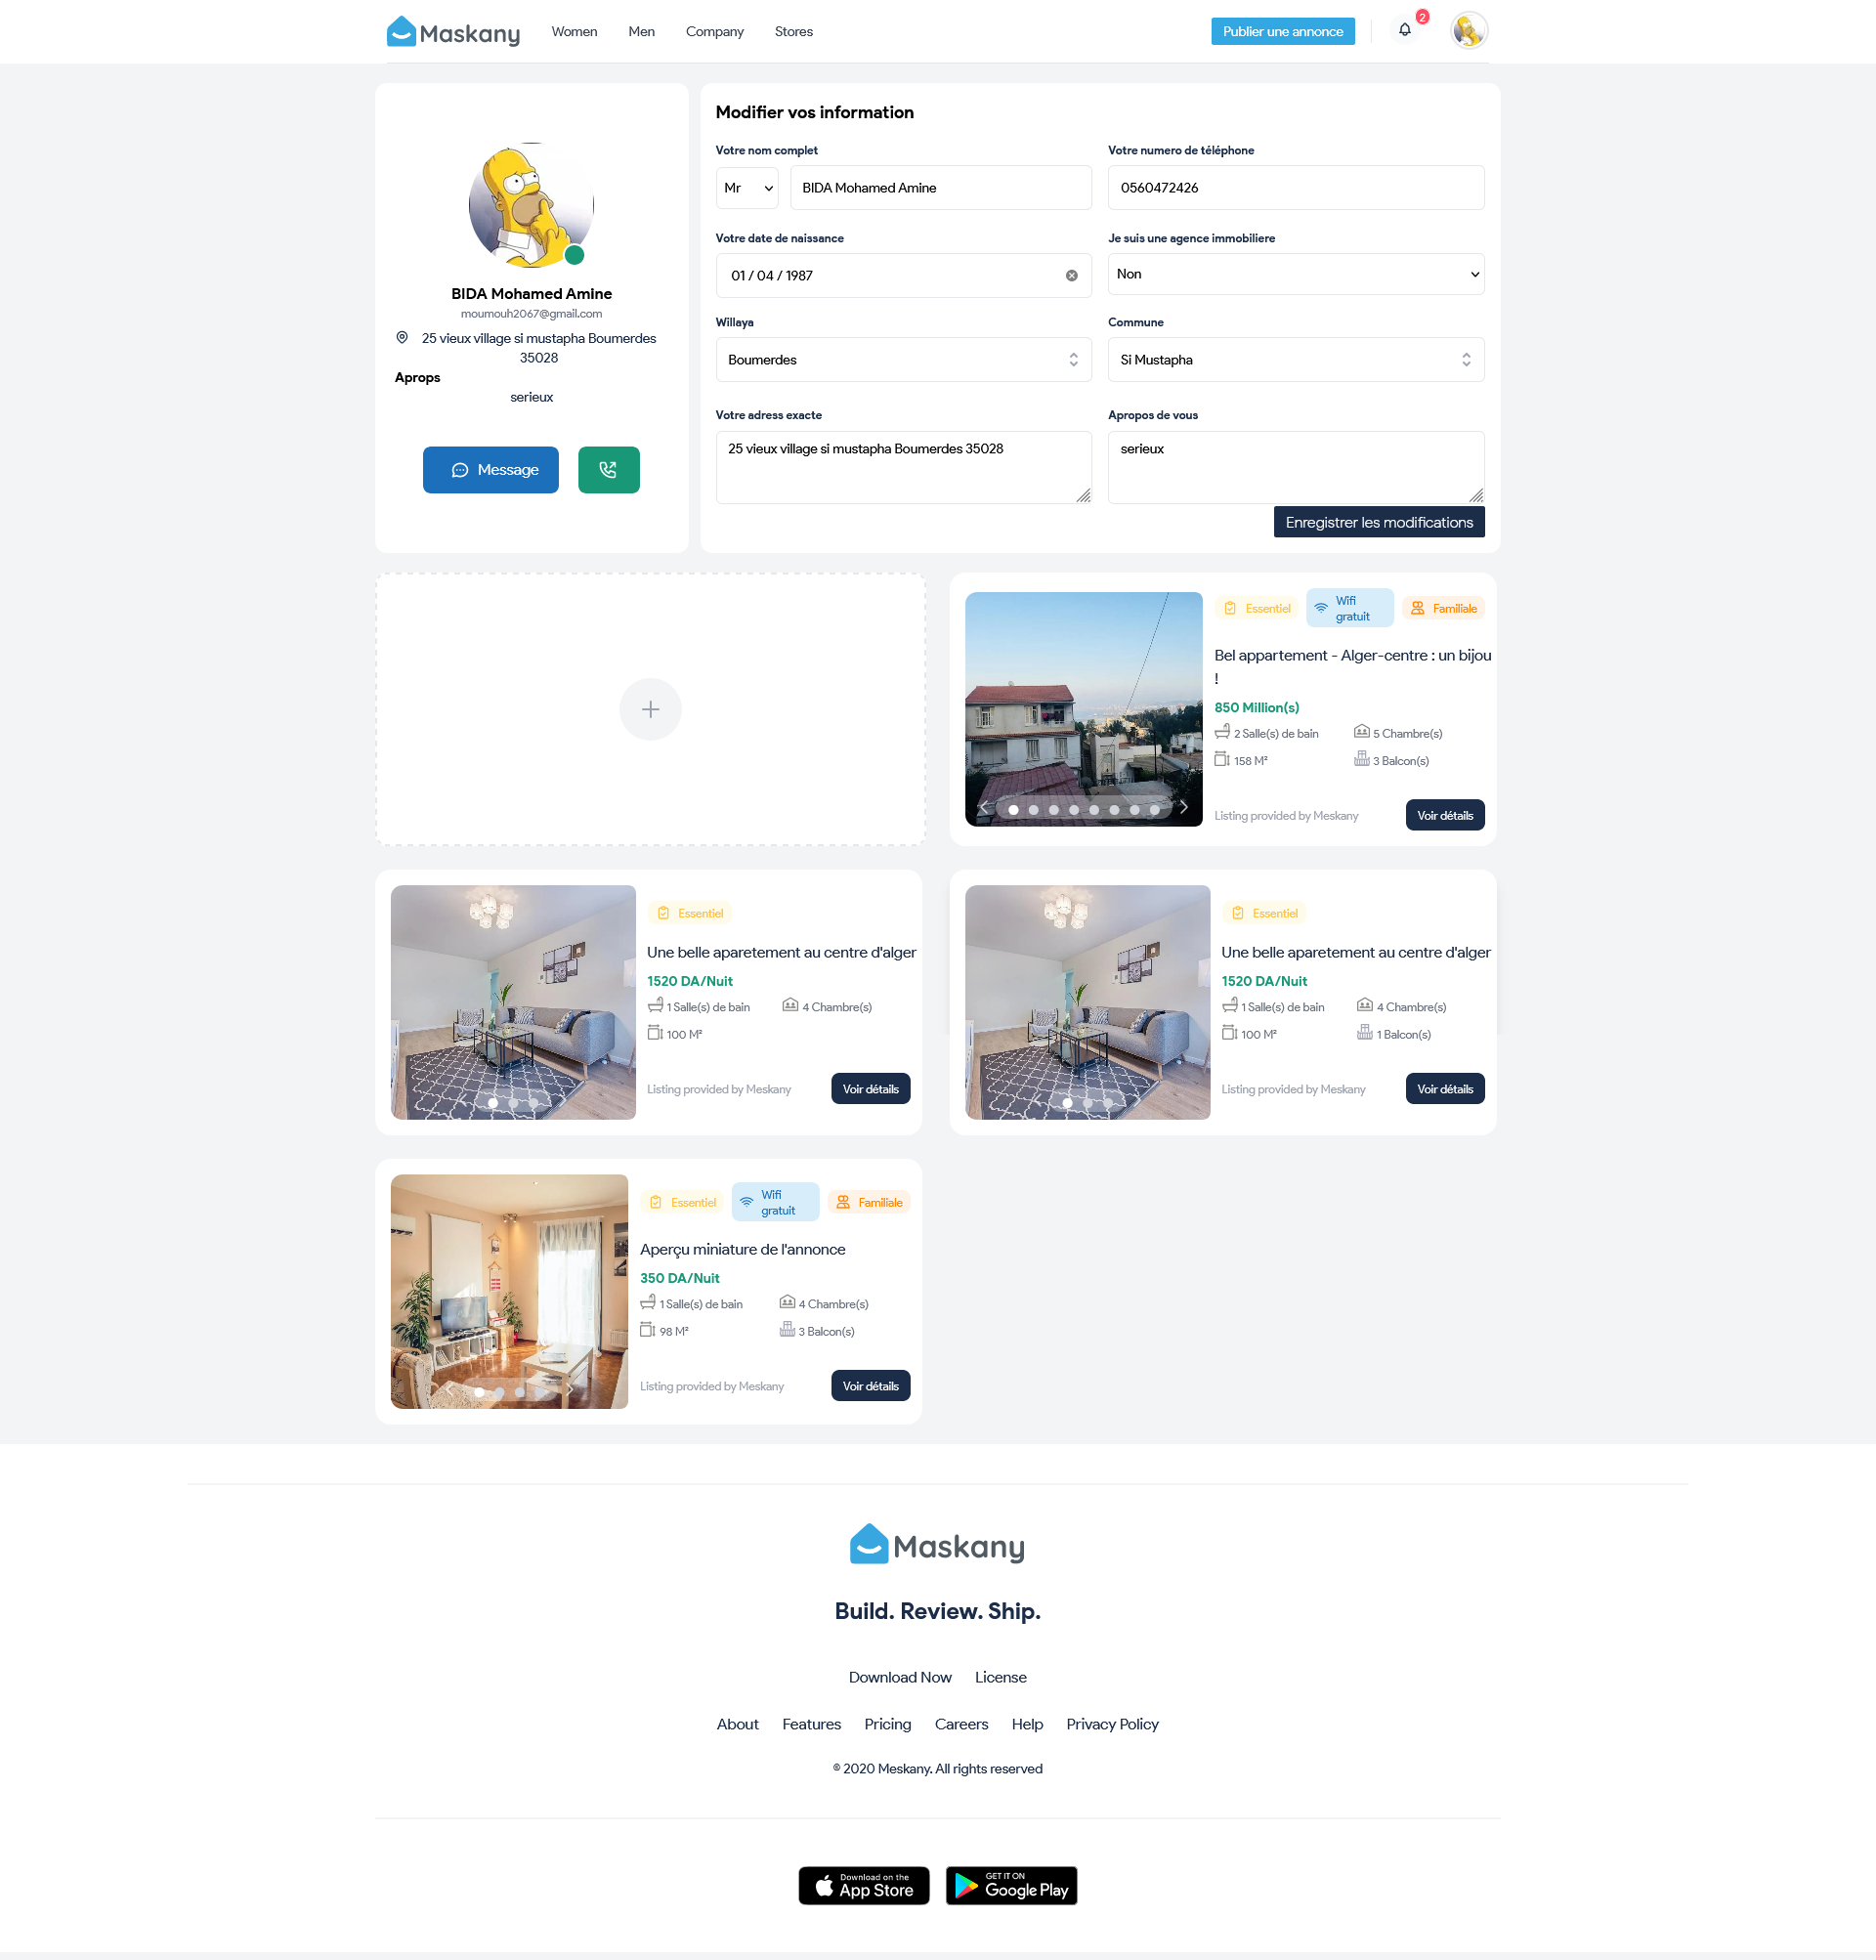 Maskany
Women
Men
Company
Stores
Publier une annonce
2
BIDA Mohamed Amine
moumouh2067@gmail.com
25 vieux village si mustapha Boumerdes
35028
Aprops
serieux
Message
Modifier vos information
Votre nom complet
Mr
BIDA Mohamed Amine
Votre numero de téléphone
0560472426
Votre date de naissance
01 / 04 / 1987
Je suis une agence immobiliere
Non
Willaya
Boumerdes
Commune
Si Mustapha
Votre adress exacte
25 vieux village si mustapha Boumerdes 35028
Apropos de vous
serieux
Enregistrer les modifications
Essentiel
Wifi
gratuit
Familiale
Bel appartement - Alger-centre : un bijou
!
850 Million(s)
2 Salle(s) de bain
5 Chambre(s)
158 M²
3 Balcon(s)
Listing provided by Meskany
Voir détails
Essentiel
Une belle aparetement au centre d'alger
1520 DA/Nuit
1 Salle(s) de bain
4 Chambre(s)
100 M²
Listing provided by Meskany
Voir détails
Essentiel
Une belle aparetement au centre d'alger
1520 DA/Nuit
1 Salle(s) de bain
4 Chambre(s)
100 M²
1 Balcon(s)
Listing provided by Meskany
Voir détails
Essentiel
Wifi
gratuit
Familiale
Aperçu miniature de l'annonce
350 DA/Nuit
1 Salle(s) de bain
4 Chambre(s)
98 M²
3 Balcon(s)
Listing provided by Meskany
Voir détails
Maskany
Build. Review. Ship.
Download Now
License
About
Features
Pricing
Careers
Help
Privacy Policy
© 2020 Meskany. All rights reserved
Download on the
App Store
GET IT ON
Google Play